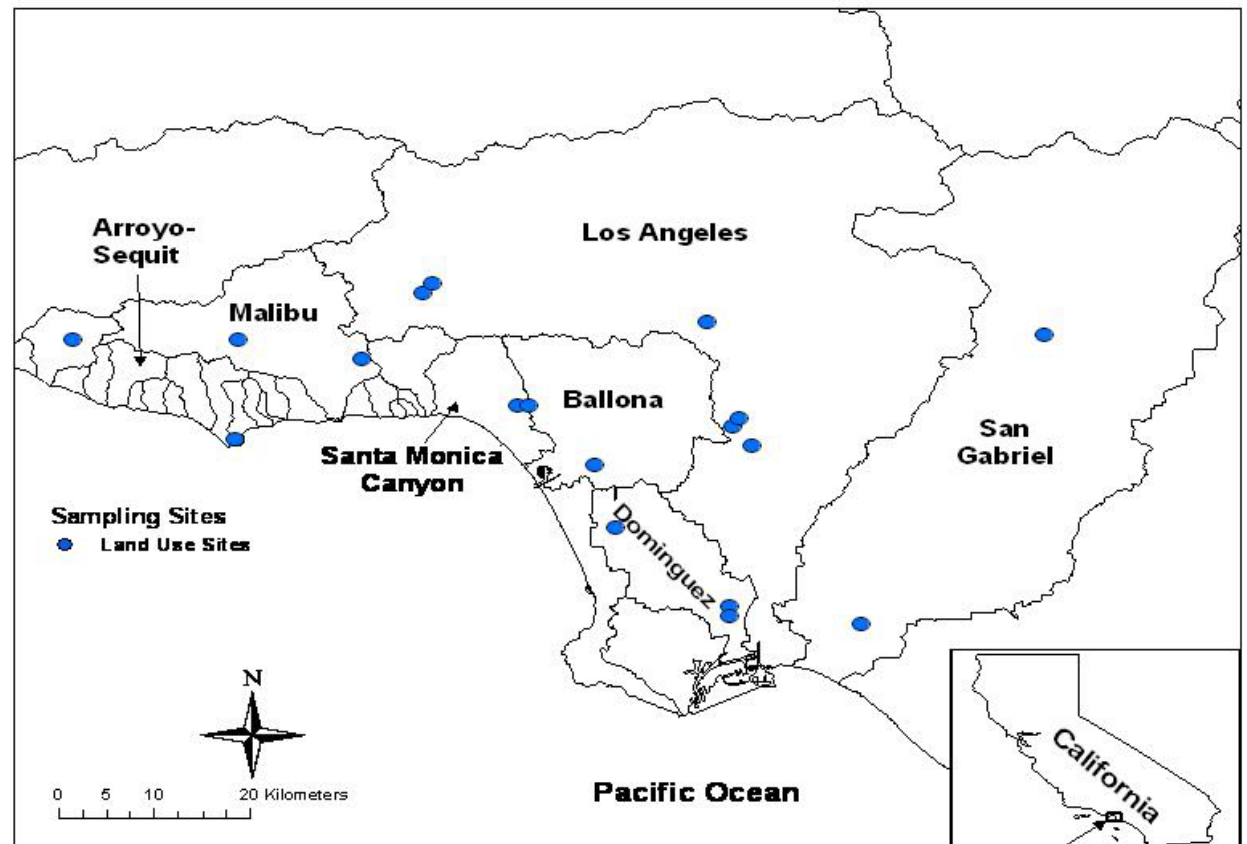 Arroyo-
Sequit
Los Angeles
Malibu
Ballona
San
Gabriel
Santa Monica
Canyon
Sampling Sites
Land Use Sites
Dominguez
N
0 5 10 20 Kilometers
Pacific Ocean
California